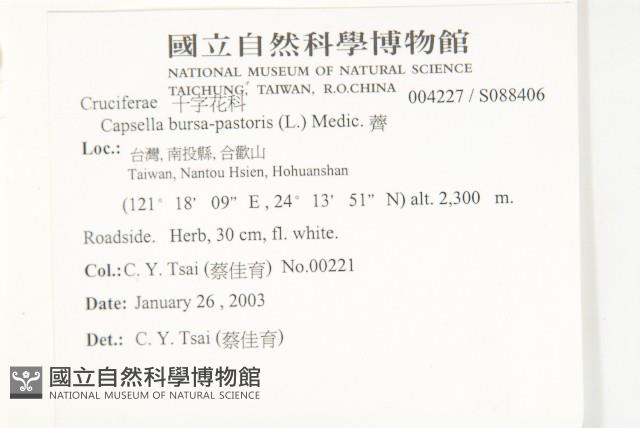 國立自然科學博物館
NATIONAL MUSEUM OF NATURAL SCIENCE
TAICHUNG, TAIWAN, R.O.CHINA
Cruciferae 十字花科 004227 / S088406
Capsella bursa-pastoris (L.) Medic. 薺
Loc.: 台灣, 南投縣, 合歡山
Taiwan, Nantou Hsien, Hohuanshan
(121° 18' 09" E , 24° 13' 51" N) alt. 2,300 m.
Roadside. Herb, 30 cm, fl. white.
Col.: C. Y. Tsai (蔡佳育) No.00221
Date: January 26 , 2003
Det.: C. Y. Tsai (蔡佳育)
國立自然科學博物館
NATIONAL MUSEUM OF NATURAL SCIENCE